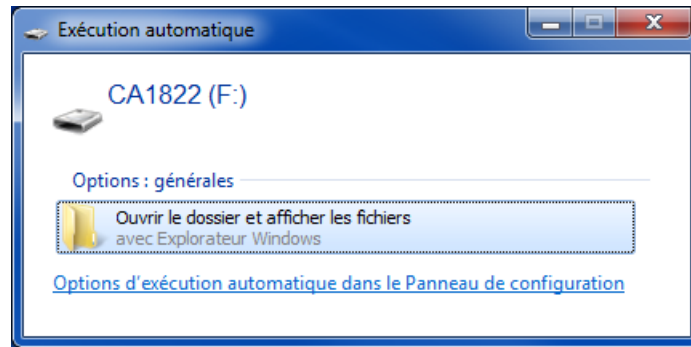 Exécution automatique
CA1822 (F:)
Options : générales
Ouvrir le dossier et afficher les fichiers
avec Explorateur Windows
Options d'exécution automatique dans le Panneau de configuration